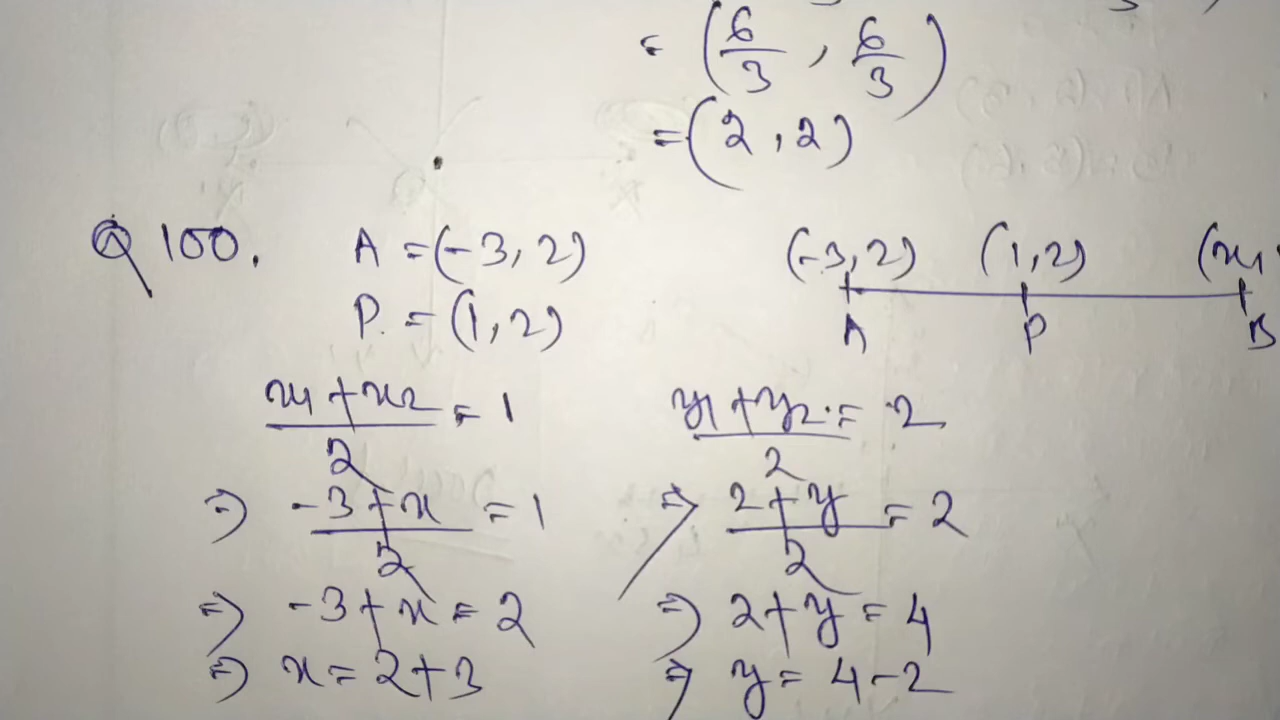 = (6/3, 6/3)
= (2, 2)
Q 100. A = (-3, 2) (-3, 2) (1, 2) (x,
P = (1, 2) A P B
x1 + x2 / 2 = 1 y1 + y2 / 2 = 2
⇒ -3 + x / 2 = 1 ⇒ 2 + y / 2 = 2
⇒ -3 + x = 2 ⇒ 2 + y = 4
⇒ x = 2 + 3 ⇒ y = 4 - 2